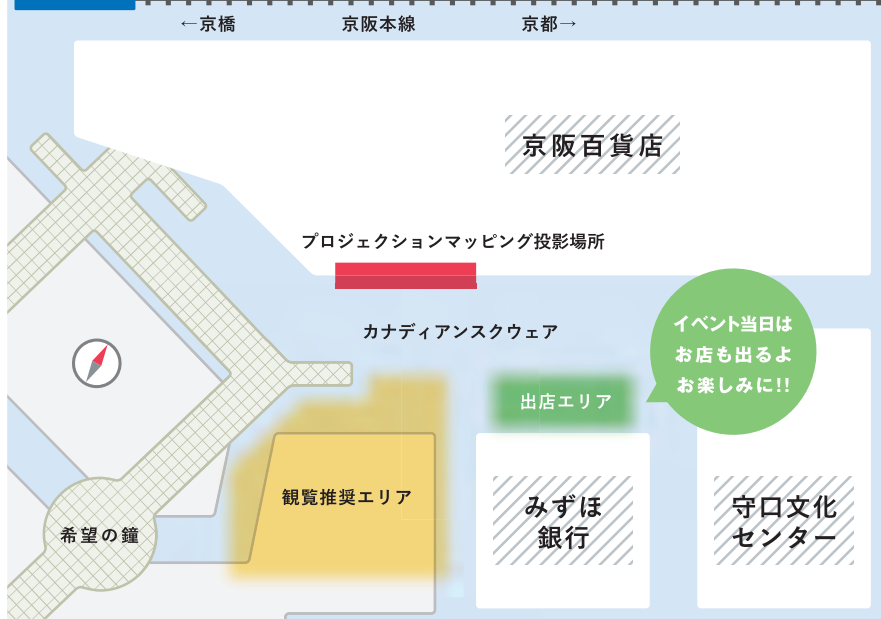 ←京橋
京阪本線
京都→
京阪百貨店
プロジェクションマッピング投影場所
カナディアンスクウェア
イベント当日は
お店も出るよ
お楽しみに!!
出店エリア
観覧推奨エリア
みずほ
銀行
守口文化
センター
希望の鐘